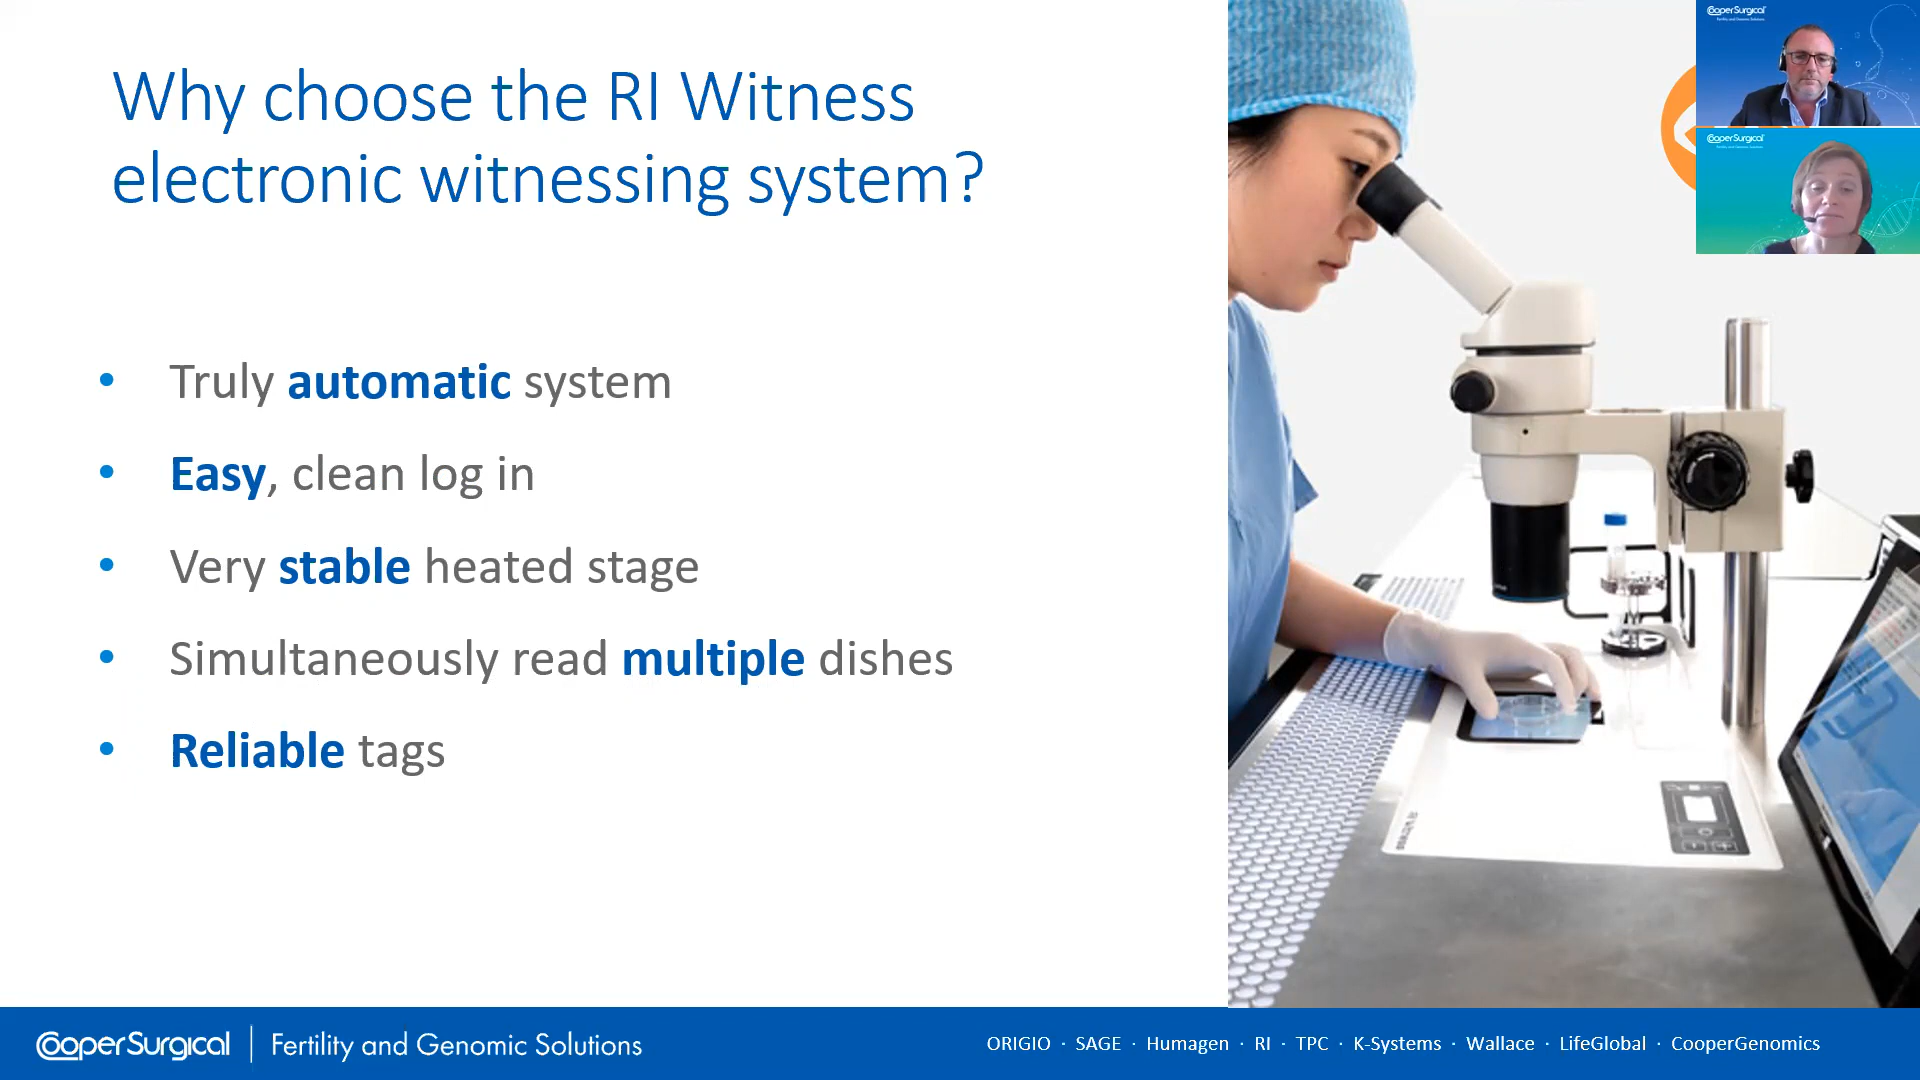 Why choose the RI Witness
electronic witnessing system?
• Truly automatic system
• Easy, clean log in
• Very stable heated stage
• Simultaneously read multiple dishes
• Reliable tags
CooperSurgical
CooperSurgical
CooperSurgical | Fertility and Genomic Solutions
ORIGIO · SAGE · Humagen · RI · TPC · K-Systems · Wallace · LifeGlobal · CooperGenomics